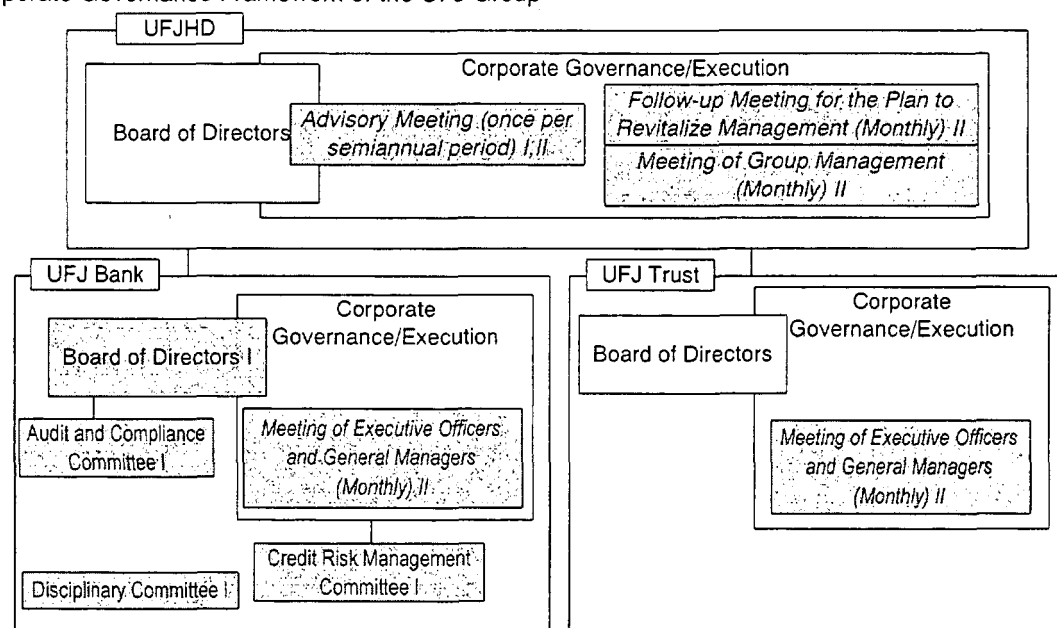 Corporate Governance Framework of the UFJ Group
UFJHD
Corporate Governance/Execution
Board of Directors
Advisory Meeting (once per
semiannual period) I,II
Follow-up Meeting for the Plan to
Revitalize Management (Monthly) II
Meeting of Group Management
(Monthly) II
UFJ Bank
Corporate
Governance/Execution
Board of Directors I
Audit and Compliance
Committee I
Meeting of Executive Officers
and General Managers
(Monthly) II
Credit Risk Management
Committee I
Disciplinary Committee I
UFJ Trust
Corporate
Governance/Execution
Board of Directors
Meeting of Executive Officers
and General Managers
(Monthly) II